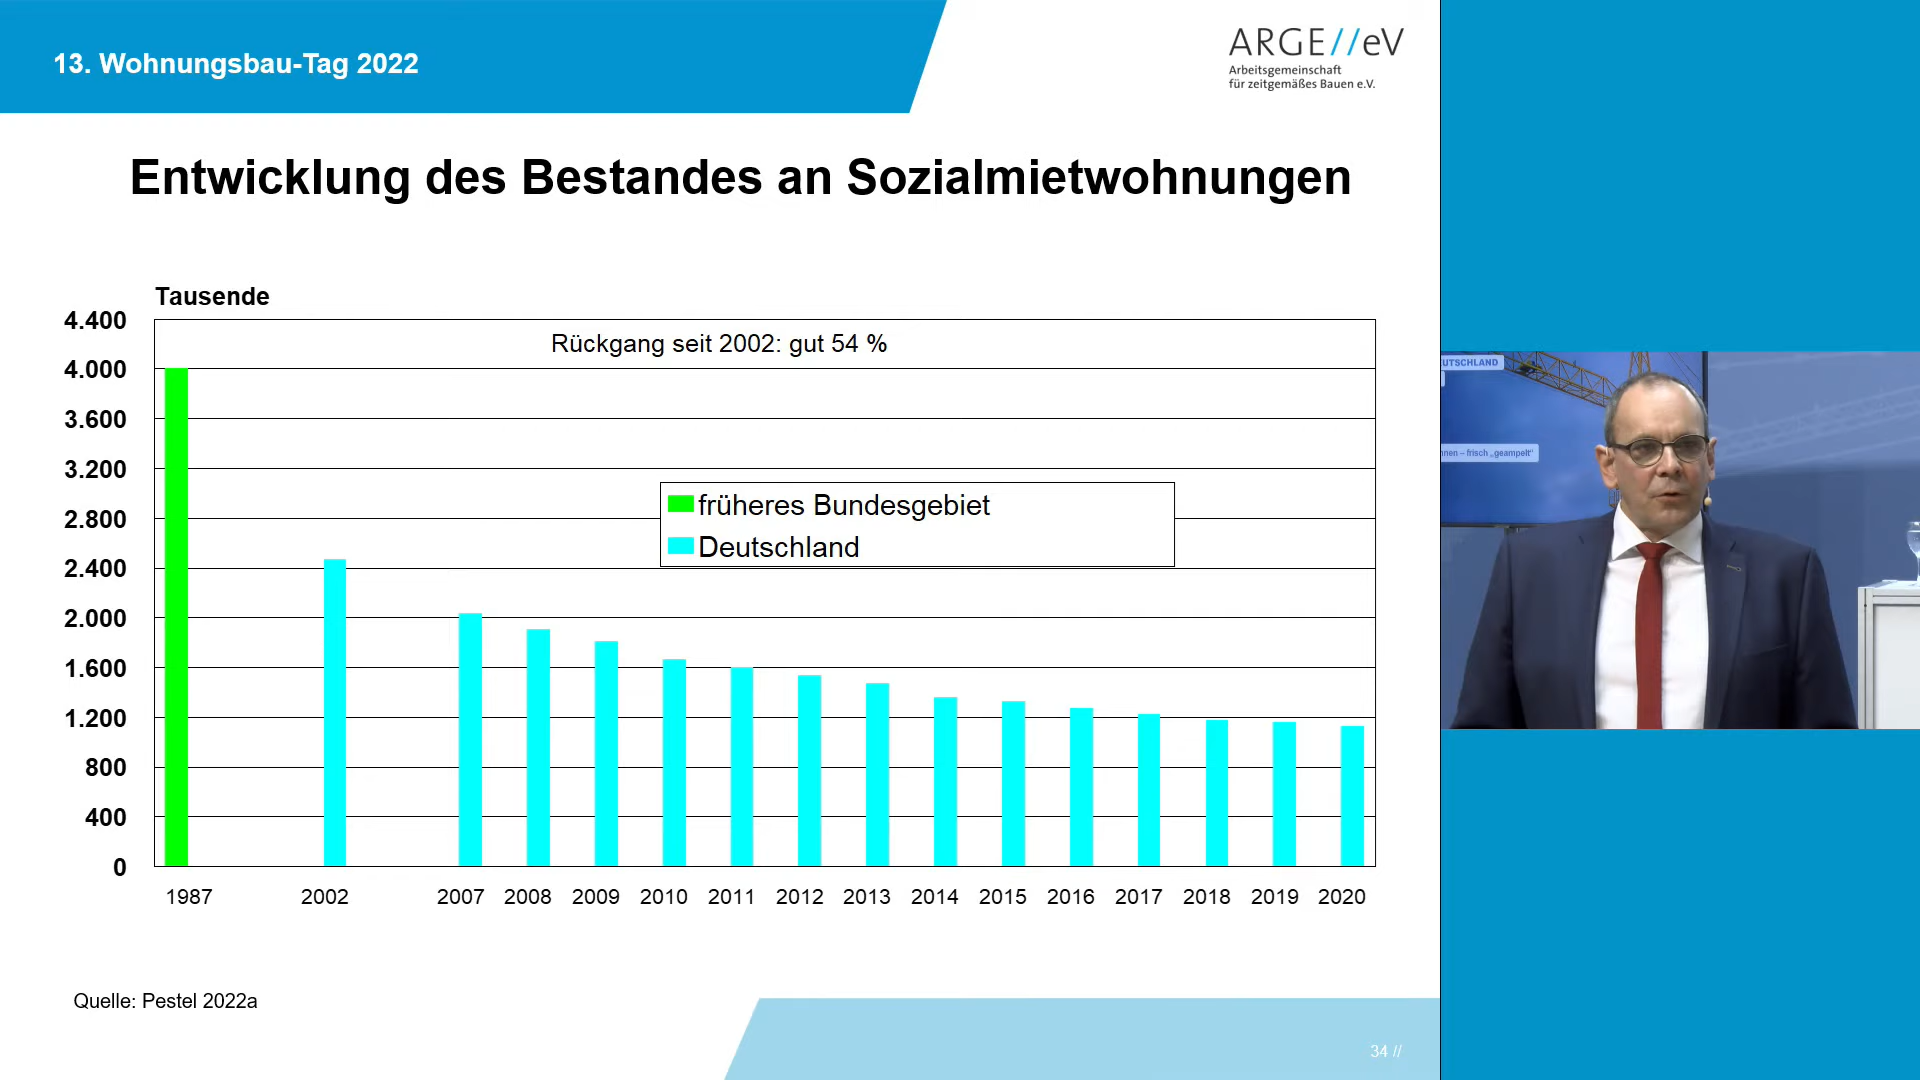 13. Wohnungsbau-Tag 2022
ARGE//eV
Arbeitsgemeinschaft
für zeitgemäßes Bauen e.V.
Entwicklung des Bestandes an Sozialmietwohnungen
Tausende
Rückgang seit 2002: gut 54 %
4.400
4.000
3.600
3.200
2.800
2.400
2.000
1.600
1.200
800
400
0
früheres Bundesgebiet
Deutschland
1987 2002 2007 2008 2009 2010 2011 2012 2013 2014 2015 2016 2017 2018 2019 2020
Quelle: Pestel 2022a
34 //
UTSCHLAND
nen – frisch „geampelt“